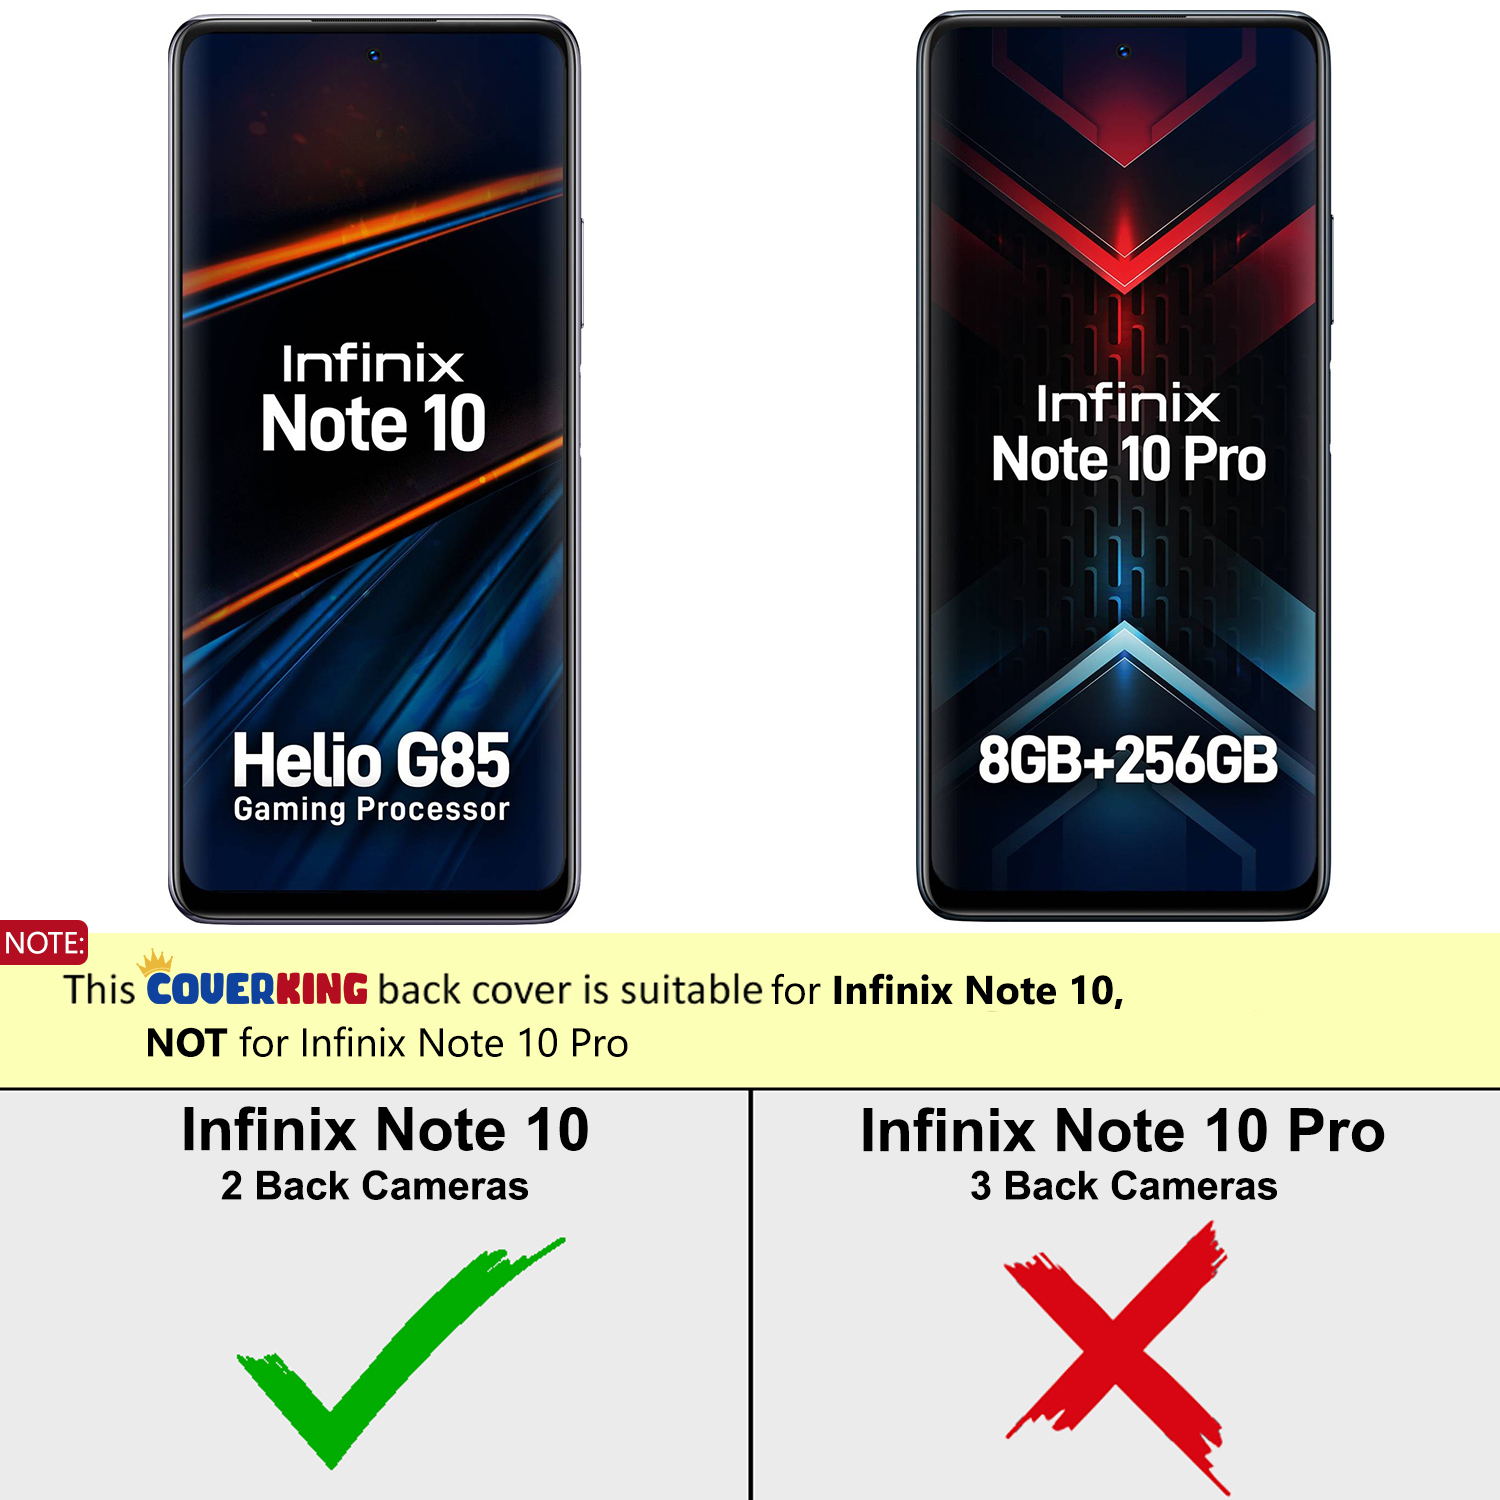 Infinix
Note 10
Helio G85
Gaming Processor
Infinix
Note 10 Pro
8GB+256GB
NOTE:
This COVERKING back cover is suitable for Infinix Note 10,
NOT for Infinix Note 10 Pro
Infinix Note 10
2 Back Cameras
Infinix Note 10 Pro
3 Back Cameras